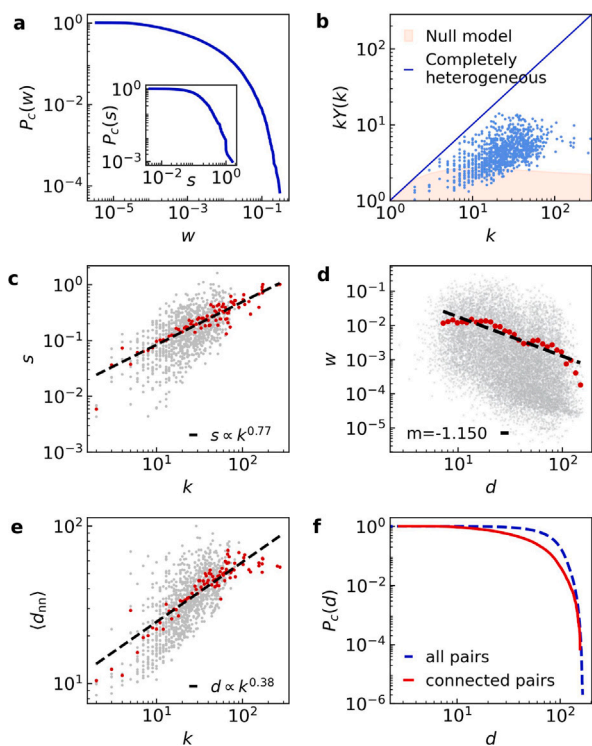 a
10^0
10^-2
10^-4
P_c(w)
10^-5
10^-3
10^-1
w
10^0
10^-3
P_c(s)
10^-2
10^0
s
b
10^2
10^1
10^0
kY(k)
Null model
Completely
heterogeneous
10^0
10^1
10^2
k
c
10^0
10^-1
10^-2
10^-3
s
s ∝ k^0.77
10^1
10^2
k
d
10^-1
10^-2
10^-3
10^-4
10^-5
w
m=-1.150
10^1
10^2
d
e
10^2
10^1
⟨d_nn⟩
d ∝ k^0.38
10^1
10^2
k
f
10^0
10^-2
10^-4
10^-6
P_c(d)
all pairs
connected pairs
10^1
10^2
d